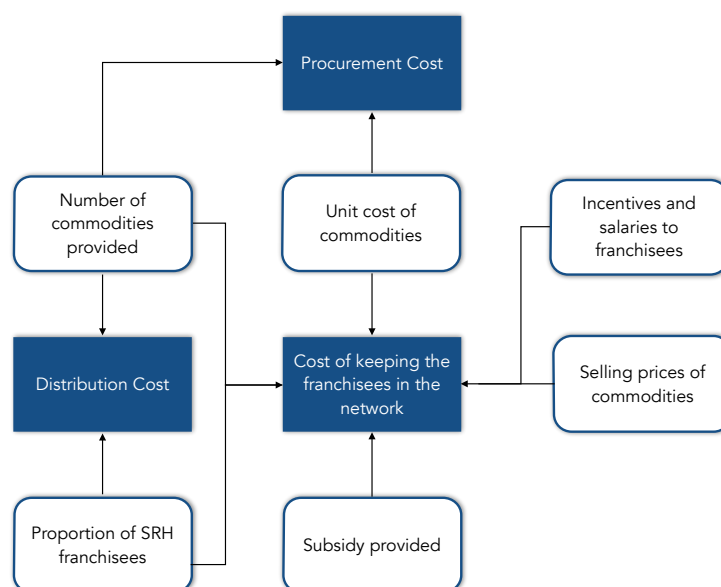 Procurement Cost
Number of
commodities
provided
Unit cost of
commodities
Incentives and
salaries to
franchisees
Distribution Cost
Cost of keeping the
franchisees in the
network
Selling prices of
commodities
Proportion of SRH
franchisees
Subsidy provided